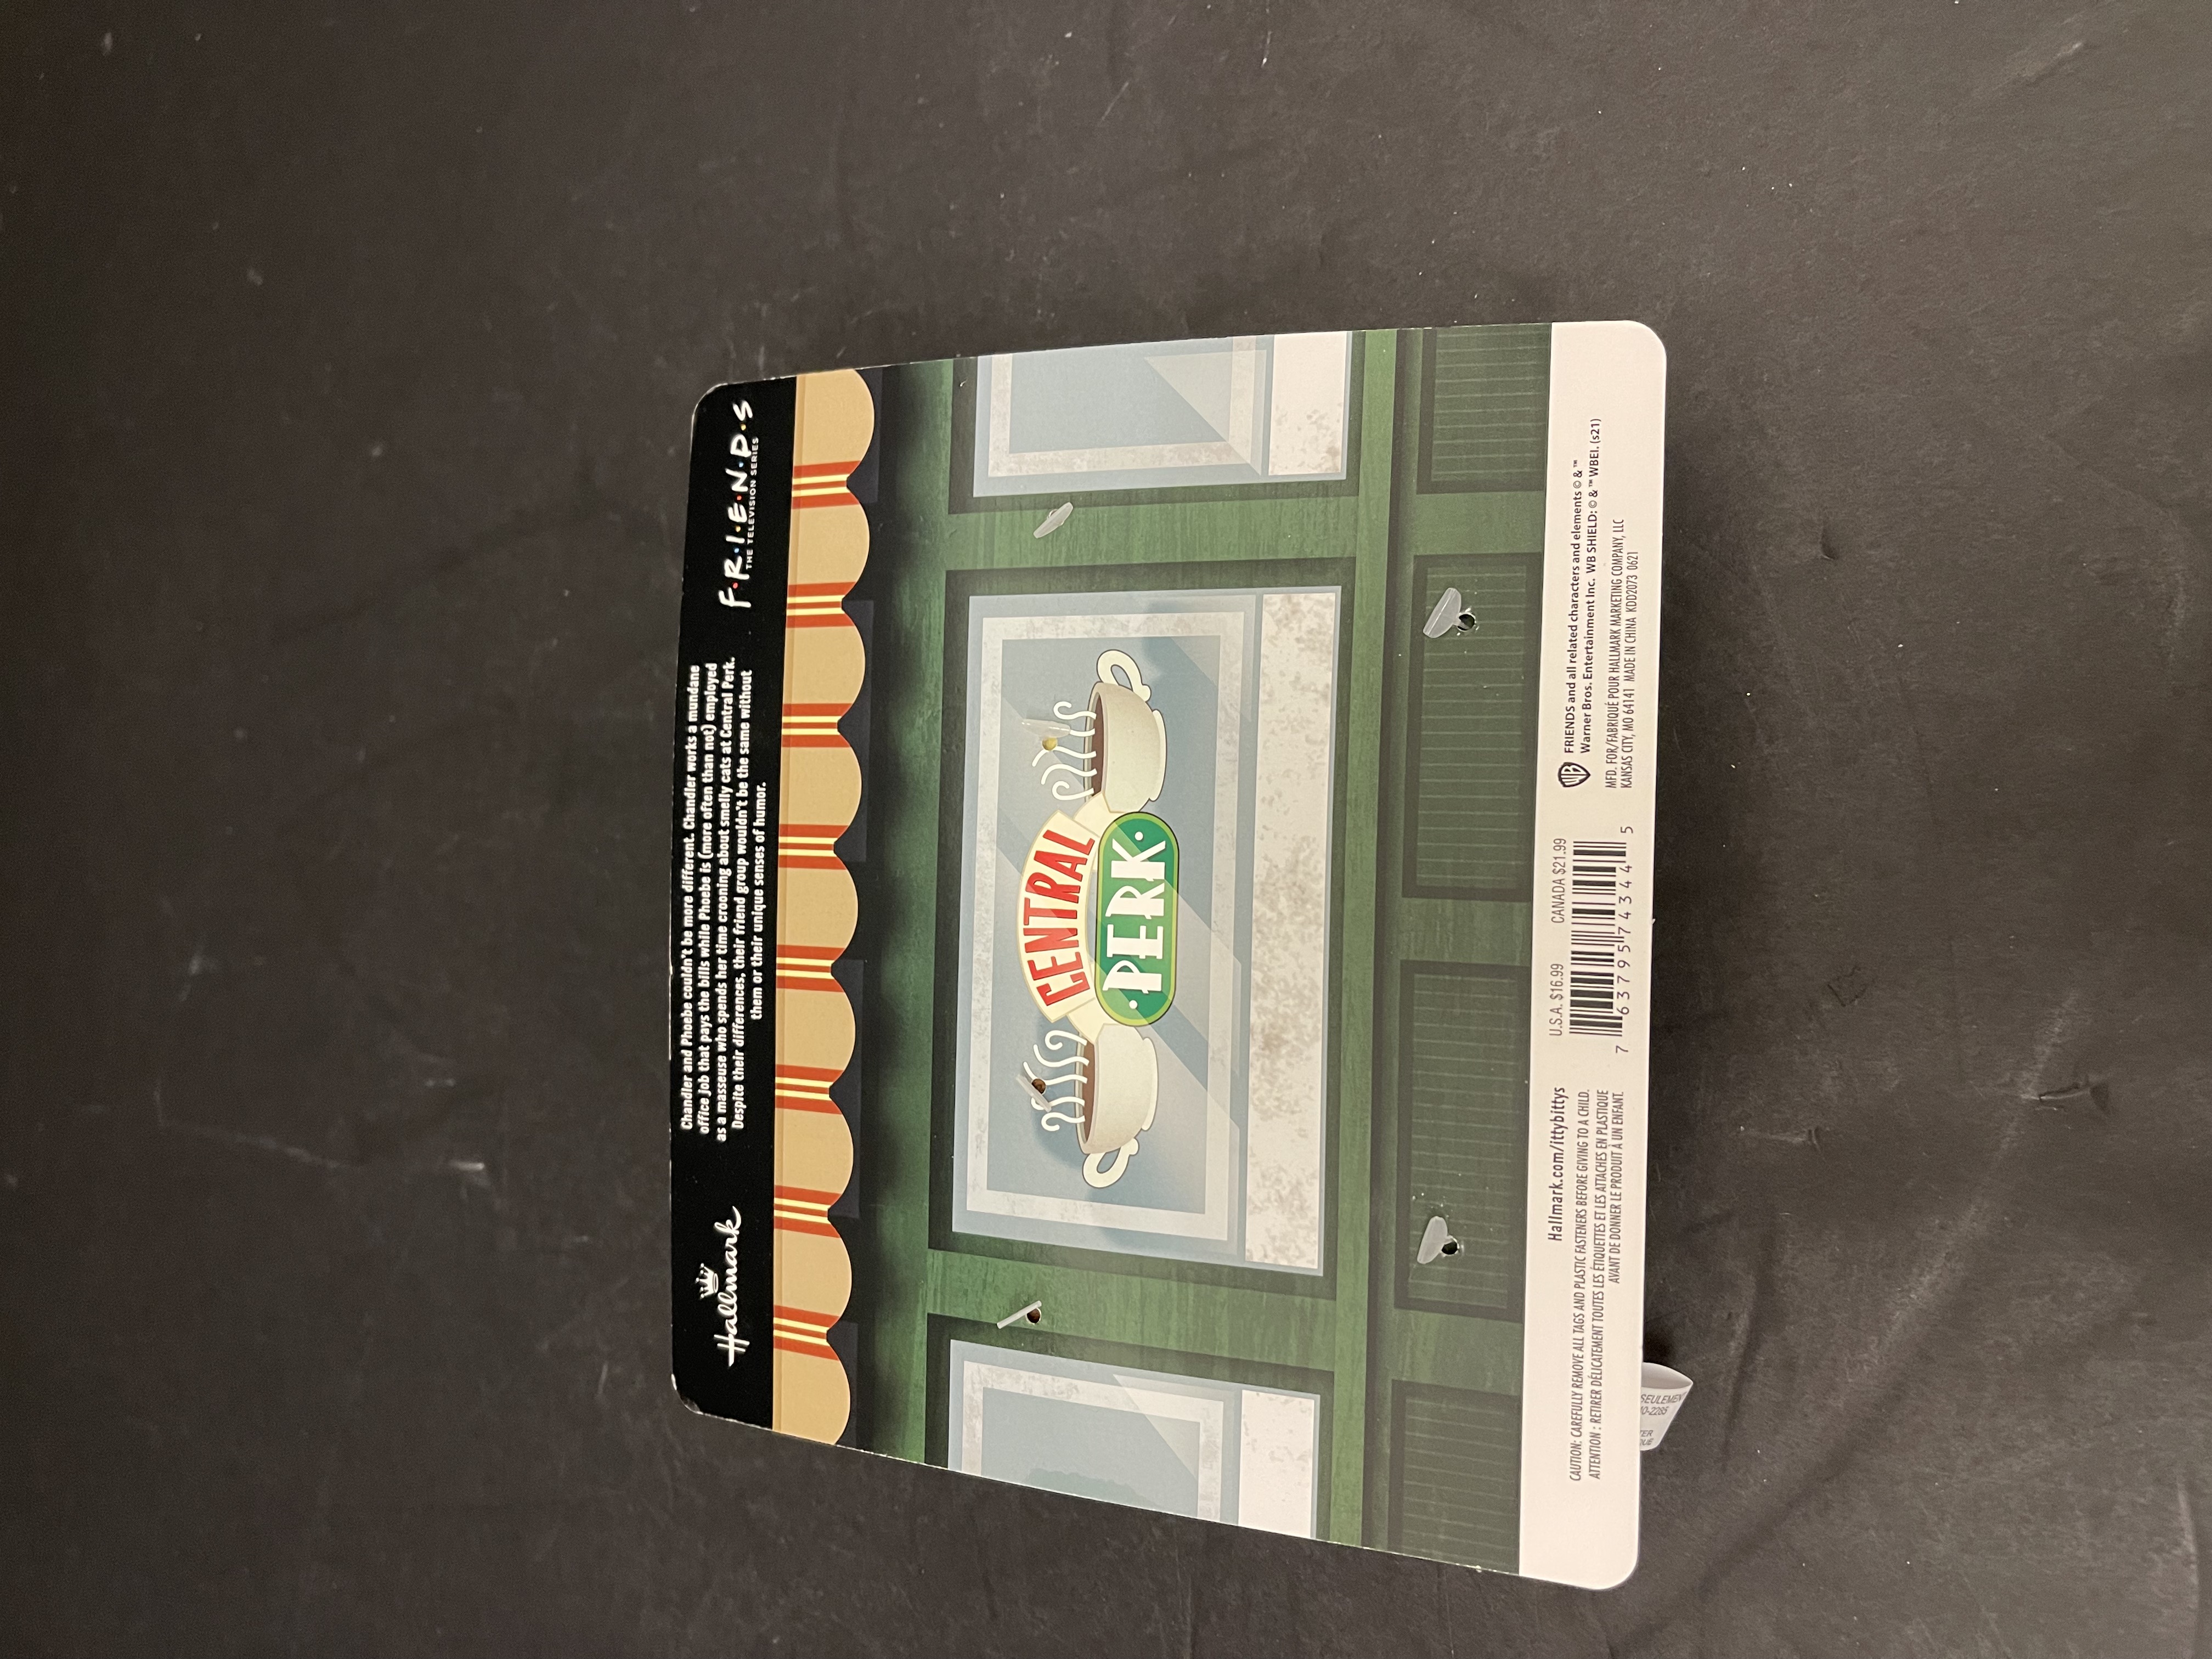 Hallmark
Chandler and Phoebe couldn't be more different. Chandler works a mundane
office job that pays the bills while Phoebe is (more often than not) employed
as a masseuse who spends her time crooning about smelly cats at Central Perk.
Despite their differences, their friend group wouldn't be the same without
them or their unique senses of humor.
F·R·I·E·N·D·S
THE TELEVISION SERIES
CENTRAL
·PERK·
Hallmark.com/ittybittys
CAUTION: CAREFULLY REMOVE ALL TAGS AND PLASTIC FASTENERS BEFORE GIVING TO A CHILD.
ATTENTION : RETIRER DÉLICATEMENT TOUTES LES ÉTIQUETTES ET LES ATTACHES EN PLASTIQUE
AVANT DE DONNER LE PRODUIT À UN ENFANT.
U.S.A. $16.99 CANADA $21.99
7 63795 74344 5
WB
FRIENDS and all related characters and elements © & ™
Warner Bros. Entertainment Inc. WB SHIELD: © & ™ WBEI. (s21)
MFD. FOR/FABRIQUÉ POUR HALLMARK MARKETING COMPANY, LLC
KANSAS CITY, MO 64141 MADE IN CHINA KDD2073 0621